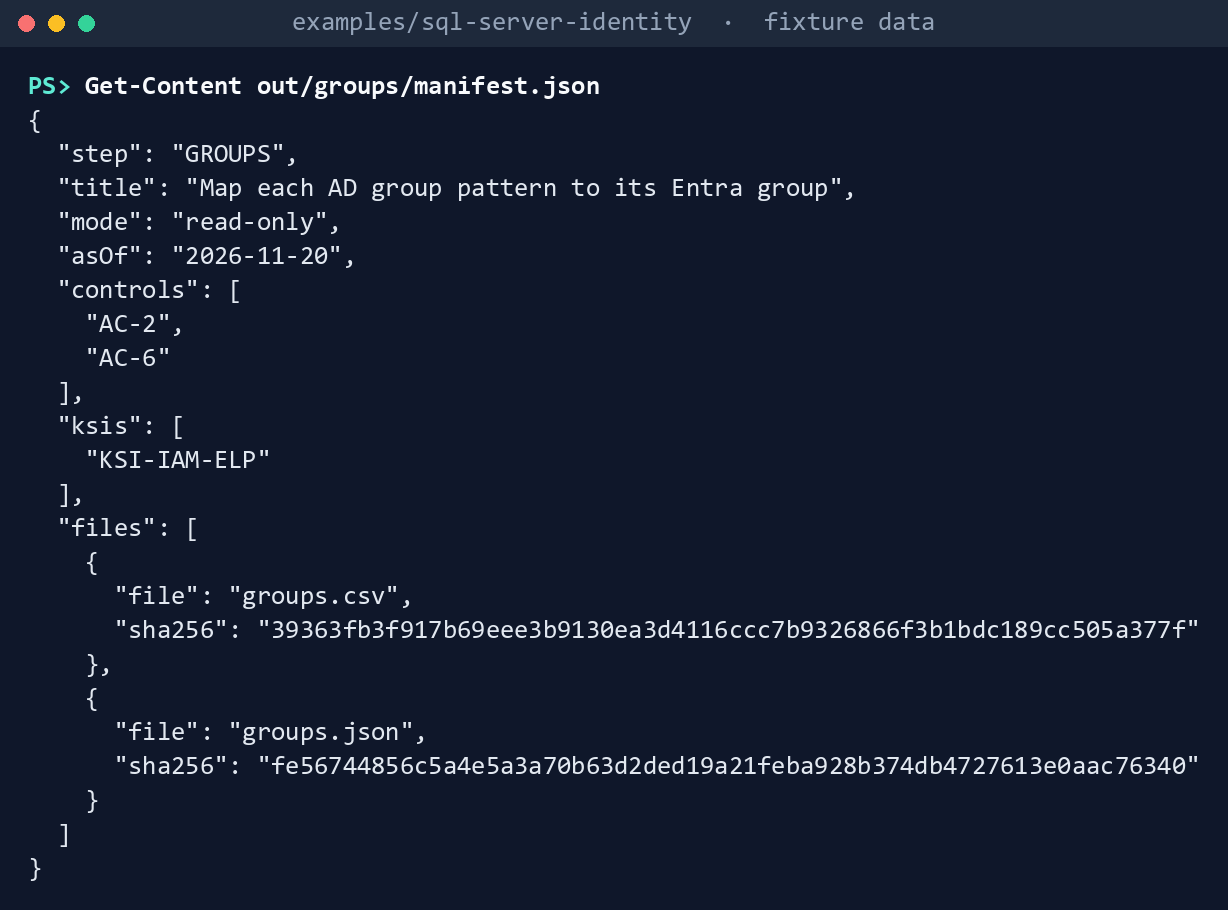 examples/sql-server-identity · fixture data
PS> Get-Content out/groups/manifest.json
{
  "step": "GROUPS",
  "title": "Map each AD group pattern to its Entra group",
  "mode": "read-only",
  "asOf": "2026-11-20",
  "controls": [
    "AC-2",
    "AC-6"
  ],
  "ksis": [
    "KSI-IAM-ELP"
  ],
  "files": [
    {
      "file": "groups.csv",
      "sha256": "39363fb3f917b69eee3b9130ea3d4116ccc7b9326866f3b1bdc189cc505a377f"
    },
    {
      "file": "groups.json",
      "sha256": "fe56744856c5a4e5a3a70b63d2ded19a21feba928b374db4727613e0aac76340"
    }
  ]
}